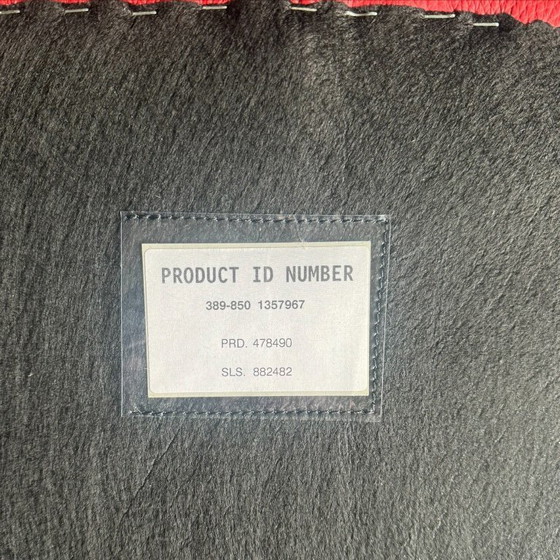 PRODUCT ID NUMBER
389-850 1357967
PRD. 478490
SLS. 882482